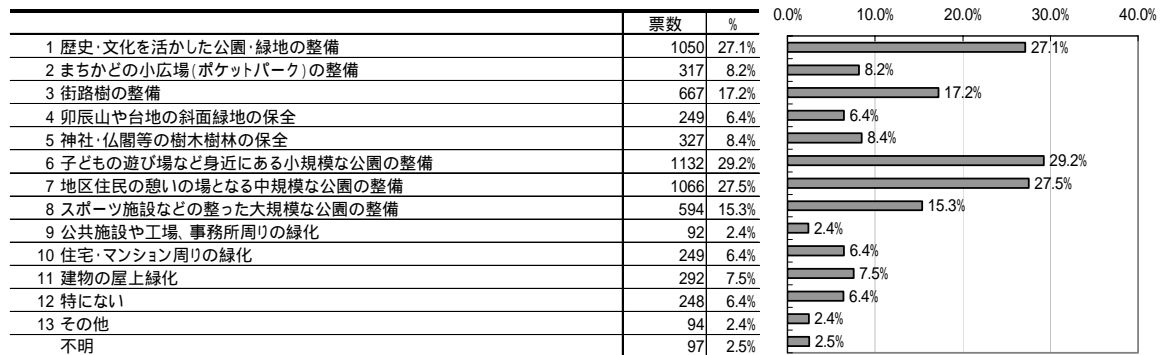 票数 % 0.0% 10.0% 20.0% 30.0% 40.0%
1 歴史・文化を活かした公園・緑地の整備 1050 27.1% 27.1%
2 まちかどの小広場(ポケットパーク)の整備 317 8.2% 8.2%
3 街路樹の整備 667 17.2% 17.2%
4 卯辰山や台地の斜面緑地の保全 249 6.4% 6.4%
5 神社・仏閣等の樹木樹林の保全 327 8.4% 8.4%
6 子どもの遊び場など身近にある小規模な公園の整備 1132 29.2% 29.2%
7 地区住民の憩いの場となる中規模な公園の整備 1066 27.5% 27.5%
8 スポーツ施設などの整った大規模な公園の整備 594 15.3% 15.3%
9 公共施設や工場、事務所周りの緑化 92 2.4% 2.4%
10 住宅・マンション周りの緑化 249 6.4% 6.4%
11 建物の屋上緑化 292 7.5% 7.5%
12 特にない 248 6.4% 6.4%
13 その他 94 2.4% 2.4%
不明 97 2.5% 2.5%